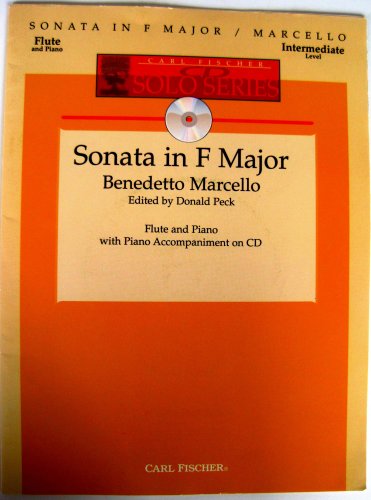 SONATA IN F MAJOR / MARCELLO
Flute
and Piano
Intermediate
Level
CARL FISCHER
CD
SOLO SERIES
Sonata in F Major
Benedetto Marcello
Edited by Donald Peck
Flute and Piano
with Piano Accompaniment on CD
CARL FISCHER®